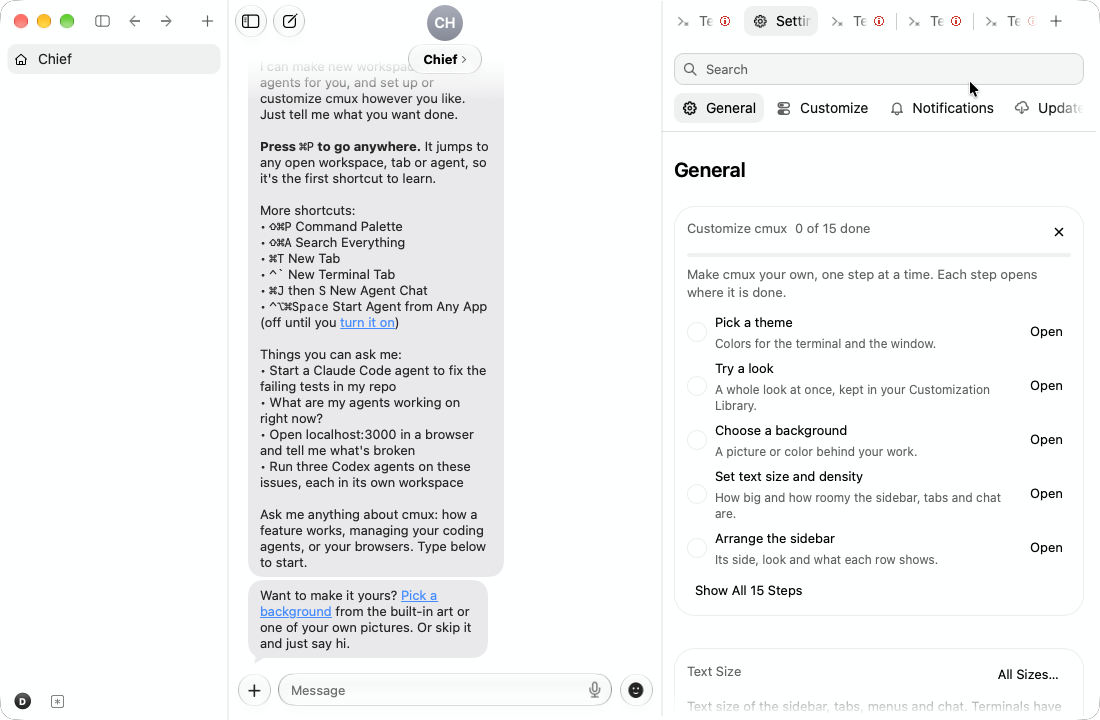 Te
Settin
Te
Te
Te
CH
Chief
Chief
I can make new workspa
agents for you, and set up or
customize cmux however you like.
Just tell me what you want done.
Press ⌘P to go anywhere. It jumps to
any open workspace, tab or agent, so
it's the first shortcut to learn.
More shortcuts:
• ⇧⌘P Command Palette
• ⇧⌘A Search Everything
• ⌘T New Tab
• ^` New Terminal Tab
• ⌘J then S New Agent Chat
• ^⌥⌘Space Start Agent from Any App
(off until you turn it on)
Things you can ask me:
• Start a Claude Code agent to fix the
failing tests in my repo
• What are my agents working on
right now?
• Open localhost:3000 in a browser
and tell me what's broken
• Run three Codex agents on these
issues, each in its own workspace
Ask me anything about cmux: how a
feature works, managing your coding
agents, or your browsers. Type below
to start.
Want to make it yours? Pick a
background from the built-in art or
one of your own pictures. Or skip it
and just say hi.
Message
D
Search
General
Customize
Notifications
Update
General
Customize cmux 0 of 15 done
Make cmux your own, one step at a time. Each step opens
where it is done.
Pick a theme
Colors for the terminal and the window.
Open
Try a look
A whole look at once, kept in your Customization
Library.
Open
Choose a background
A picture or color behind your work.
Open
Set text size and density
How big and how roomy the sidebar, tabs and chat
are.
Open
Arrange the sidebar
Its side, look and what each row shows.
Open
Show All 15 Steps
Text Size
All Sizes...
Text size of the sidebar, tabs, menus and chat. Terminals have